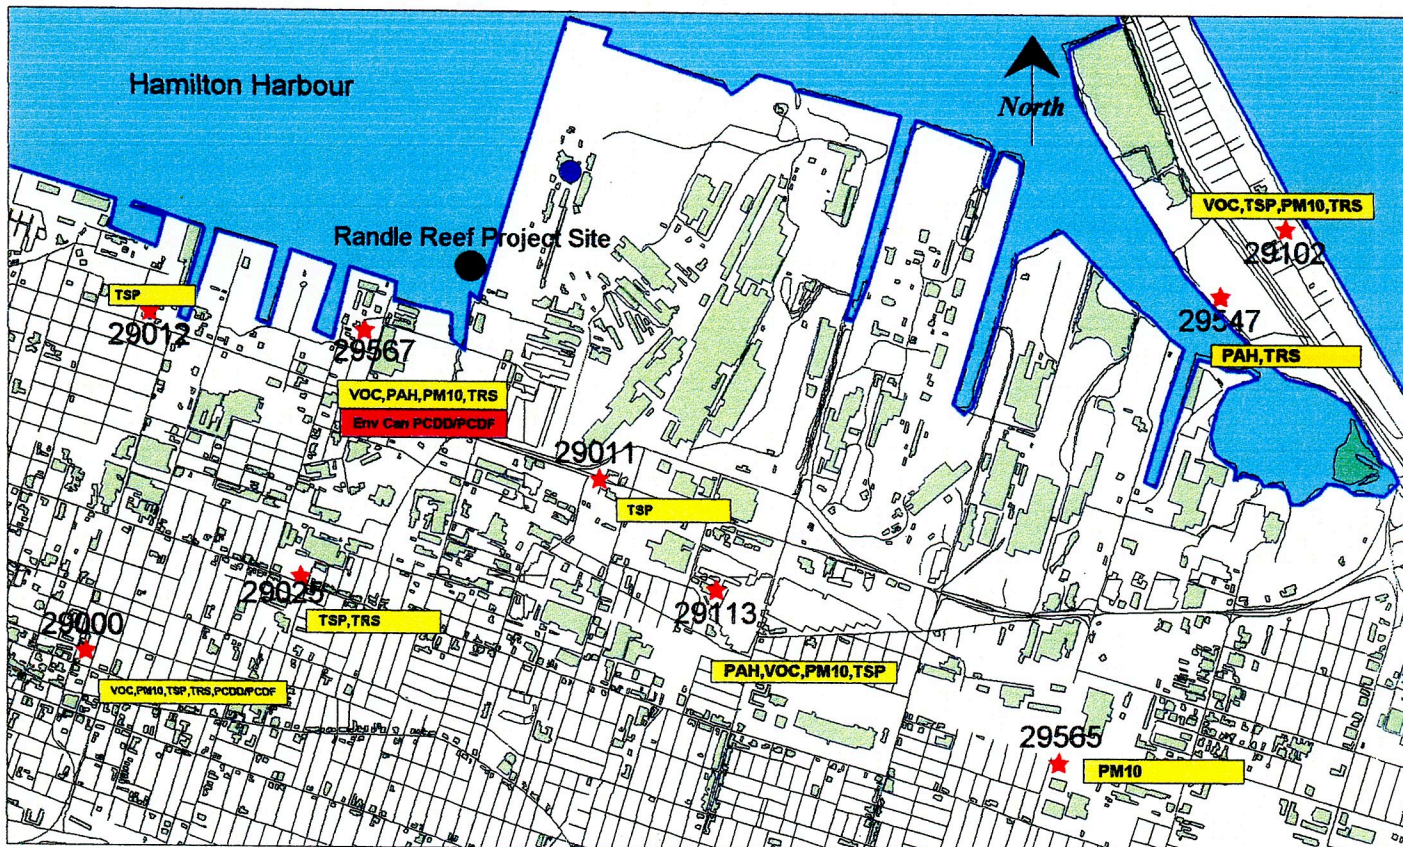 Hamilton Harbour
North
VOC,TSP,PM10,TRS
29102
Randle Reef Project Site
TSP
29012
29547
29567
PAH,TRS
VOC,PAH,PM10,TRS
Env Can PCDD/PCDF
29011
TSP
29025
TSP,TRS
29113
29000
PAH,VOC,PM10,TSP
VOC,PM10,TSP,TRS,PCDD/PCDF
29565
PM10